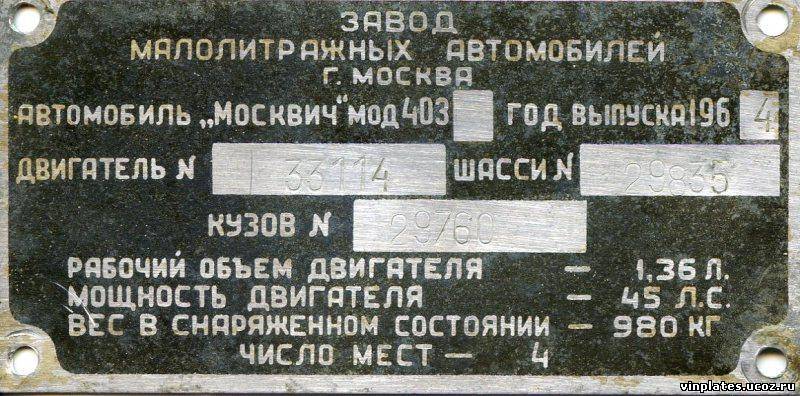 ЗАВОД
МАЛОЛИТРАЖНЫХ АВТОМОБИЛЕЙ
Г. МОСКВА
АВТОМОБИЛЬ „МОСКВИЧ“ МОД 403 ГОД ВЫПУСКА 196 4
ДВИГАТЕЛЬ N 133114 ШАССИ N 29835
КУЗОВ N 29760
РАБОЧИЙ ОБЪЕМ ДВИГАТЕЛЯ — 1,36 Л.
МОЩНОСТЬ ДВИГАТЕЛЯ — 45 Л.С.
ВЕС В СНАРЯЖЕННОМ СОСТОЯНИИ — 980 КГ
ЧИСЛО МЕСТ — 4
vinplates.ucoz.ru